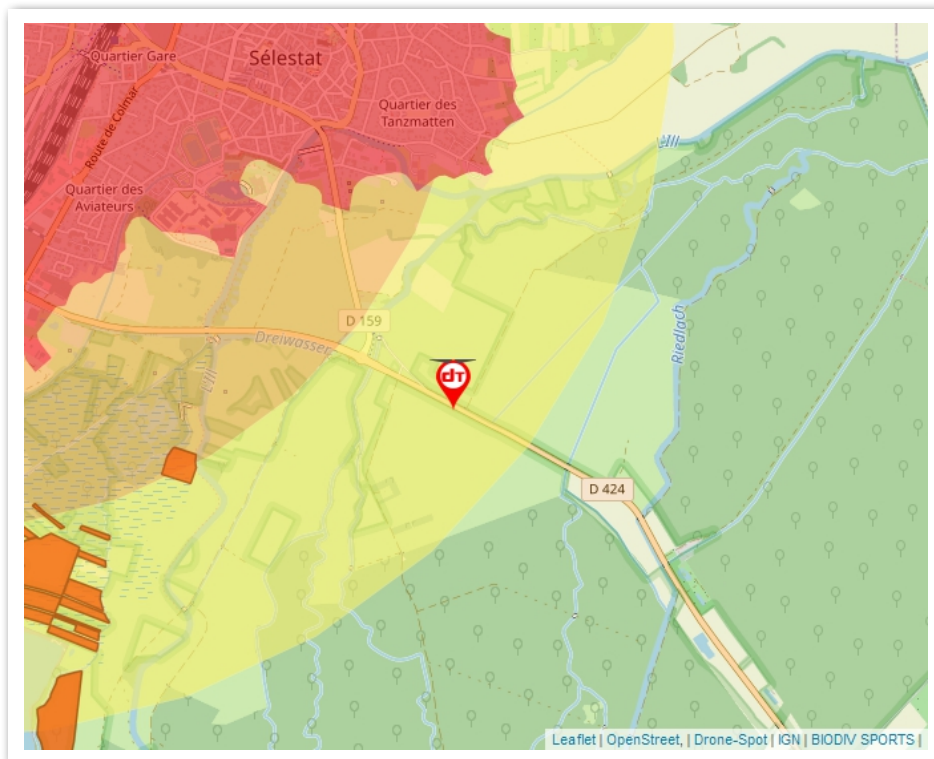 Quartier Gare
Sélestat
Route de Colmar
Quartier des
Tanzmatten
L'Ill
Quartier des
Aviateurs
D 159
Dreiwasser
L'Ill
Riedlach
dT
D 424
Leaflet | OpenStreet, | Drone-Spot | IGN | BIODIV SPORTS |